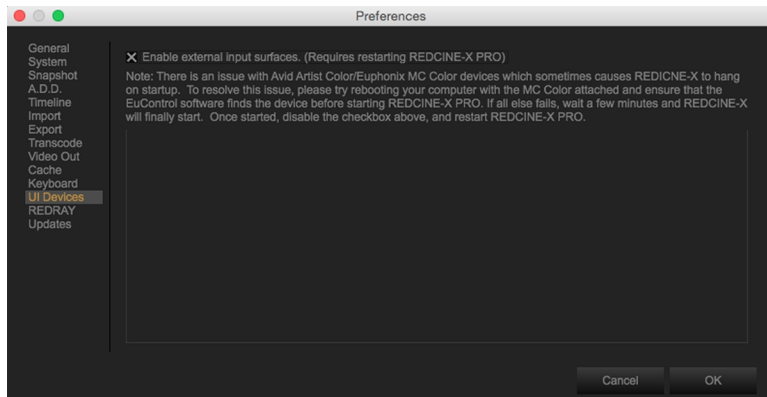 Preferences
General
System
Snapshot
A.D.D.
Timeline
Import
Export
Transcode
Video Out
Cache
Keyboard
UI Devices
REDRAY
Updates
Enable external input surfaces. (Requires restarting REDCINE-X PRO)
Note: There is an issue with Avid Artist Color/Euphonix MC Color devices which sometimes causes REDICNE-X to hang
on startup. To resolve this issue, please try rebooting your computer with the MC Color attached and ensure that the
EuControl software finds the device before starting REDCINE-X PRO. If all else fails, wait a few minutes and REDCINE-X
will finally start. Once started, disable the checkbox above, and restart REDCINE-X PRO.
Cancel
OK